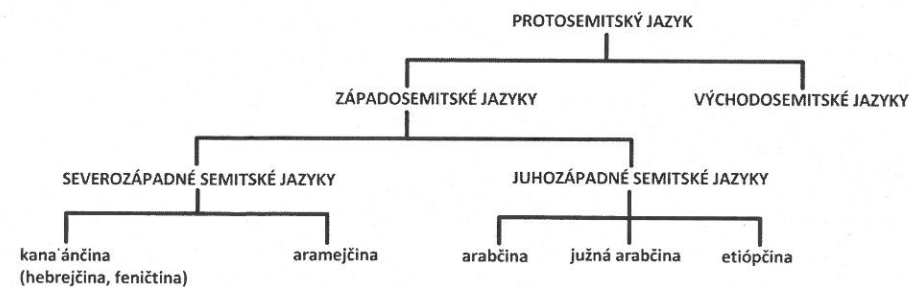 PROTOSEMITSKÝ JAZYK
ZÁPADOSEMITSKÉ JAZYKY
VÝCHODOSEMITSKÉ JAZYKY
SEVEROZÁPADNÉ SEMITSKÉ JAZYKY
JUHOZÁPADNÉ SEMITSKÉ JAZYKY
kana´ánčina
(hebrejčina, feničtina)
aramejčina
arabčina
južná arabčina
etiópčina